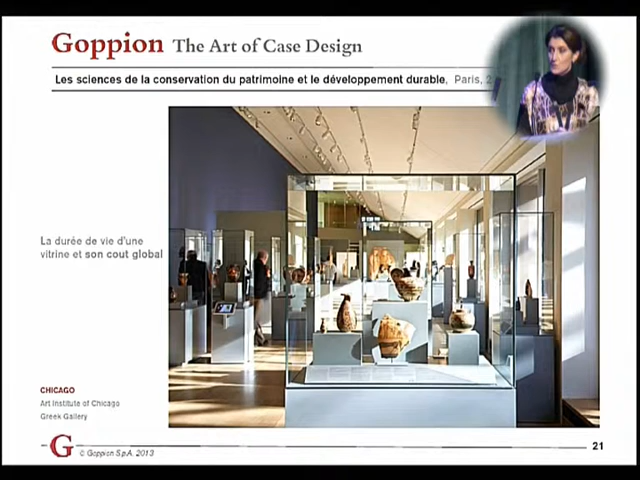 Goppion The Art of Case Design
Les sciences de la conservation du patrimoine et le développement durable, Paris, 2
La durée de vie d'une
vitrine et son cout global
CHICAGO
Art Institute of Chicago
Greek Gallery
G © Goppion S.p.A. 2013
21